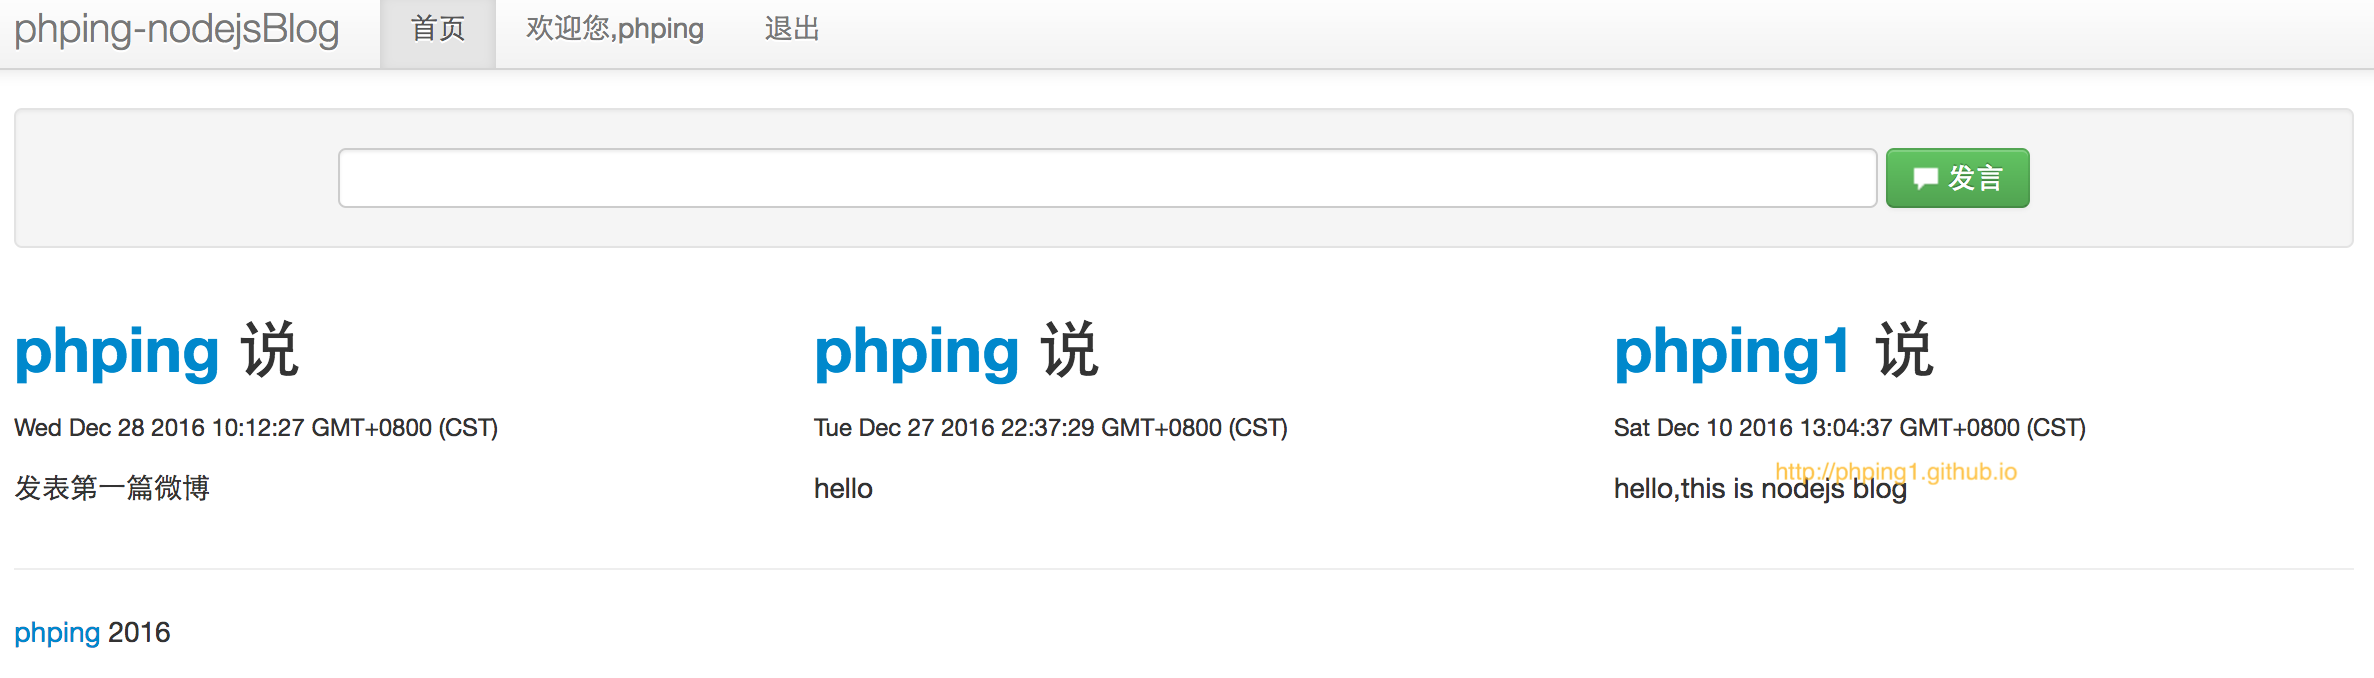 phping-nodejsBlog 首页 欢迎您,phping 退出
发言
phping 说
Wed Dec 28 2016 10:12:27 GMT+0800 (CST)
发表第一篇微博
phping 说
Tue Dec 27 2016 22:37:29 GMT+0800 (CST)
hello
phping1 说
Sat Dec 10 2016 13:04:37 GMT+0800 (CST)
http://phping1.github.io
hello,this is nodejs blog
phping 2016